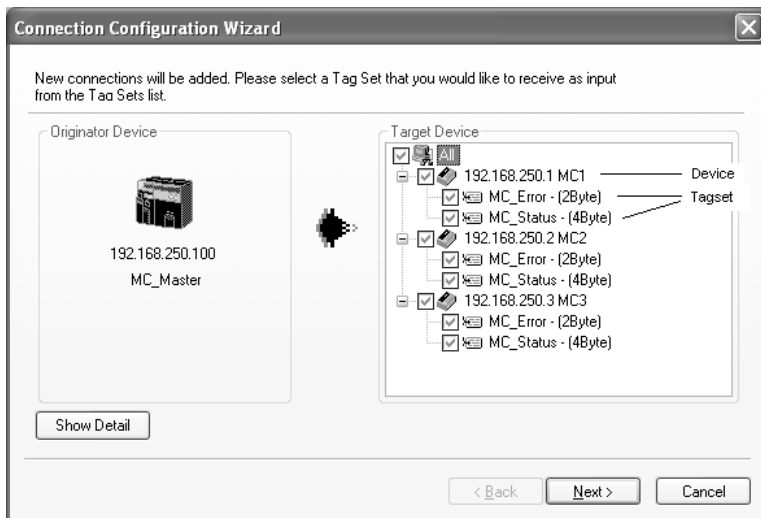 Connection Configuration Wizard
New connections will be added. Please select a Tag Set that you would like to receive as input
from the Tag Sets list.
Originator Device
192.168.250.100
MC_Master
Target Device
All
192.168.250.1 MC1
Device
MC_Error - (2Byte)
Tagset
MC_Status - (4Byte)
192.168.250.2 MC2
MC_Error - (2Byte)
MC_Status - (4Byte)
192.168.250.3 MC3
MC_Error - (2Byte)
MC_Status - (4Byte)
Show Detail
< Back
Next >
Cancel